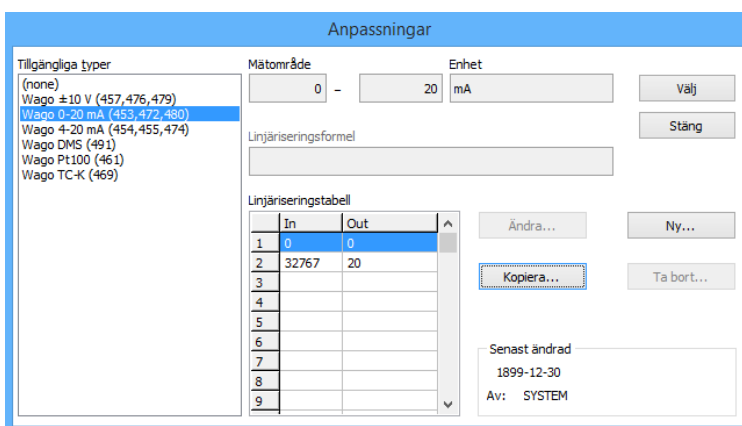 Anpassningar
Tillgängliga typer
(none)
Wago ±10 V (457,476,479)
Wago 0-20 mA (453,472,480)
Wago 4-20 mA (454,455,474)
Wago DMS (491)
Wago Pt100 (461)
Wago TC-K (469)
Mätområde Enhet
0 - 20 mA
Välj
Stäng
Linjäriseringsformel
Linjäriseringstabell
In Out
1 0 0
2 32767 20
3
4
5
6
7
8
9
Ändra... Ny...
Kopiera... Ta bort...
Senast ändrad
1899-12-30
Av: SYSTEM